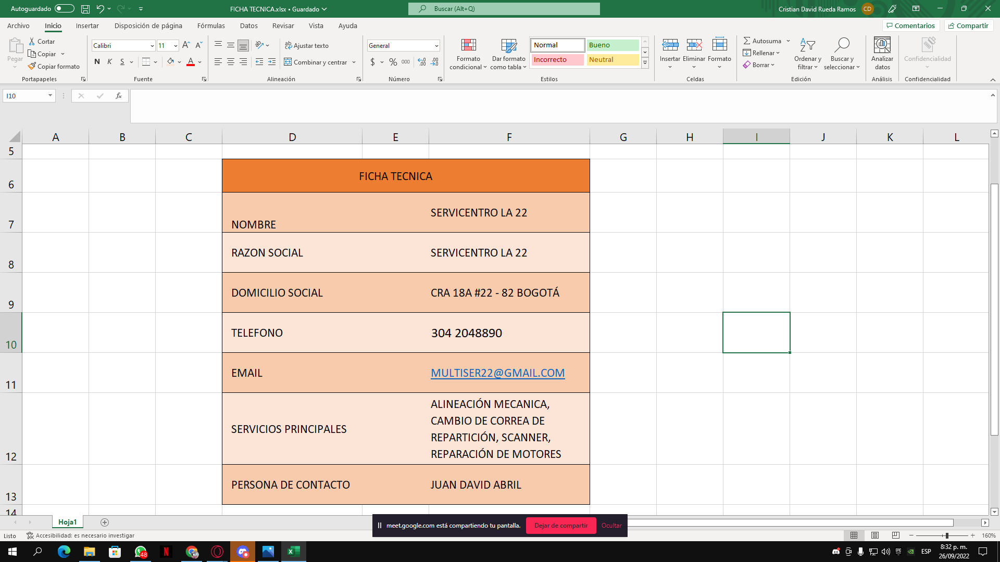 Autoguardado
FICHA TECNICA.xlsx • Guardado
Buscar (Alt+Q)
Cristian David Rueda Ramos
CD
Archivo Inicio Insertar Disposición de página Fórmulas Datos Revisar Vista Ayuda
Comentarios Compartir
Pegar
Cortar
Copiar
Copiar formato
Portapapeles
Calibri 11
N K S
Fuente
Ajustar texto
Combinar y centrar
Alineación
General
$ % 000
Número
Formato condicional
Dar formato como tabla
Normal Bueno
Incorrecto Neutral
Estilos
Insertar Eliminar Formato
Celdas
Autosuma
Rellenar
Borrar
Ordenar y filtrar
Buscar y seleccionar
Edición
Analizar datos
Análisis
Confidencialidad
Confidencialidad
I10
fx
A B C D E F G H I J K L
5
6 FICHA TECNICA
7 NOMBRE SERVICENTRO LA 22
8 RAZON SOCIAL SERVICENTRO LA 22
9 DOMICILIO SOCIAL CRA 18A #22 - 82 BOGOTÁ
10 TELEFONO 304 2048890
11 EMAIL MULTISER22@GMAIL.COM
12 SERVICIOS PRINCIPALES ALINEACIÓN MECANICA,
CAMBIO DE CORREA DE
REPARTICIÓN, SCANNER,
REPARACIÓN DE MOTORES
13 PERSONA DE CONTACTO JUAN DAVID ABRIL
14
Hoja1
meet.google.com está compartiendo tu pantalla. Dejar de compartir Ocultar
Listo Accesibilidad: es necesario investigar
160%
48
N
ESP
8:32 p. m.
26/09/2022